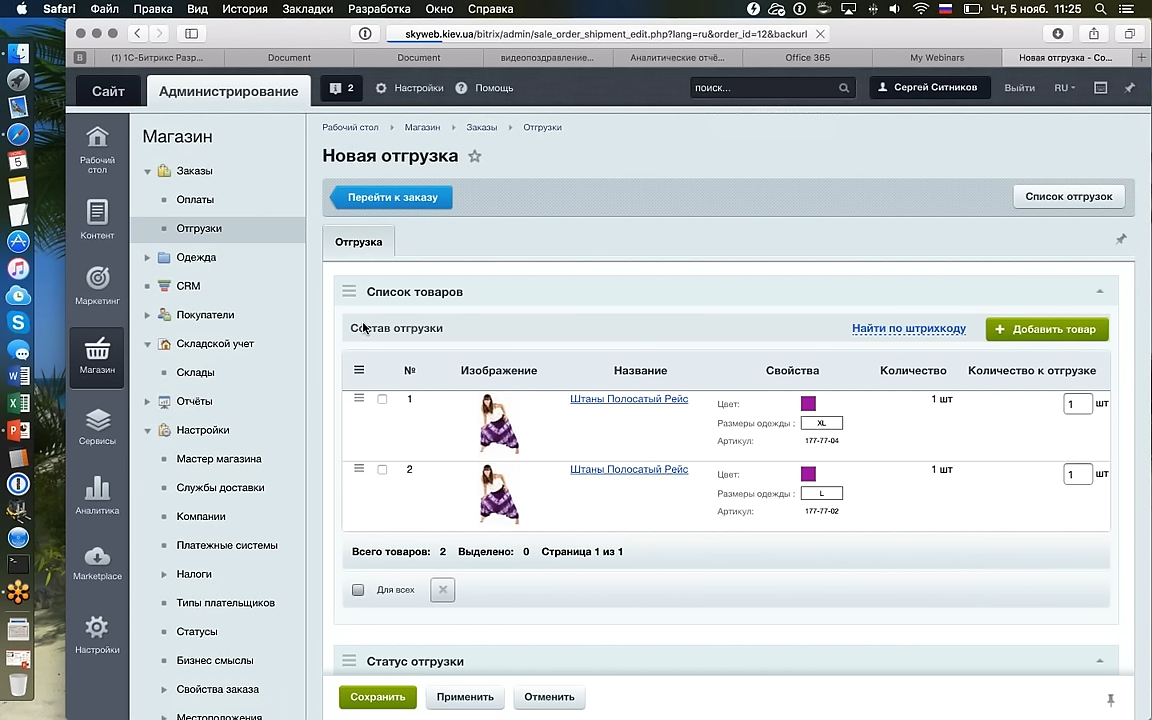 Safari Файл Правка Вид История Закладки Разработка Окно Справка Чт, 5 нояб. 11:25
skyweb.kiev.ua/bitrix/admin/sale_order_shipment_edit.php?lang=ru&order_id=12&backurl
(1) 1С-Битрикс Разр... Document Document видеопоздравление... Аналитические отчё... Office 365 My Webinars Новая отгрузка - Со...
Сайт Администрирование 2 Настройки Помощь поиск... Сергей Ситников Выйти RU
Рабочий стол
Контент
Маркетинг
Магазин
Сервисы
Аналитика
Marketplace
Настройки
Магазин
Заказы
Оплаты
Отгрузки
Одежда
CRM
Покупатели
Складской учет
Склады
Отчёты
Настройки
Мастер магазина
Службы доставки
Компании
Платежные системы
Налоги
Типы плательщиков
Статусы
Бизнес смыслы
Свойства заказа
Местоположения
Рабочий стол Магазин Заказы Отгрузки
Новая отгрузка
Перейти к заказу Список отгрузок
Отгрузка
Список товаров
Состав отгрузки Найти по штрихкоду + Добавить товар
№ Изображение Название Свойства Количество Количество к отгрузке
1 Штаны Полосатый Рейс Цвет: 1 шт 1 шт
Размеры одежды : XL
Артикул: 177-77-04
2 Штаны Полосатый Рейс Цвет: 1 шт 1 шт
Размеры одежды : L
Артикул: 177-77-02
Всего товаров: 2 Выделено: 0 Страница 1 из 1
Для всех
Статус отгрузки
Сохранить Применить Отменить